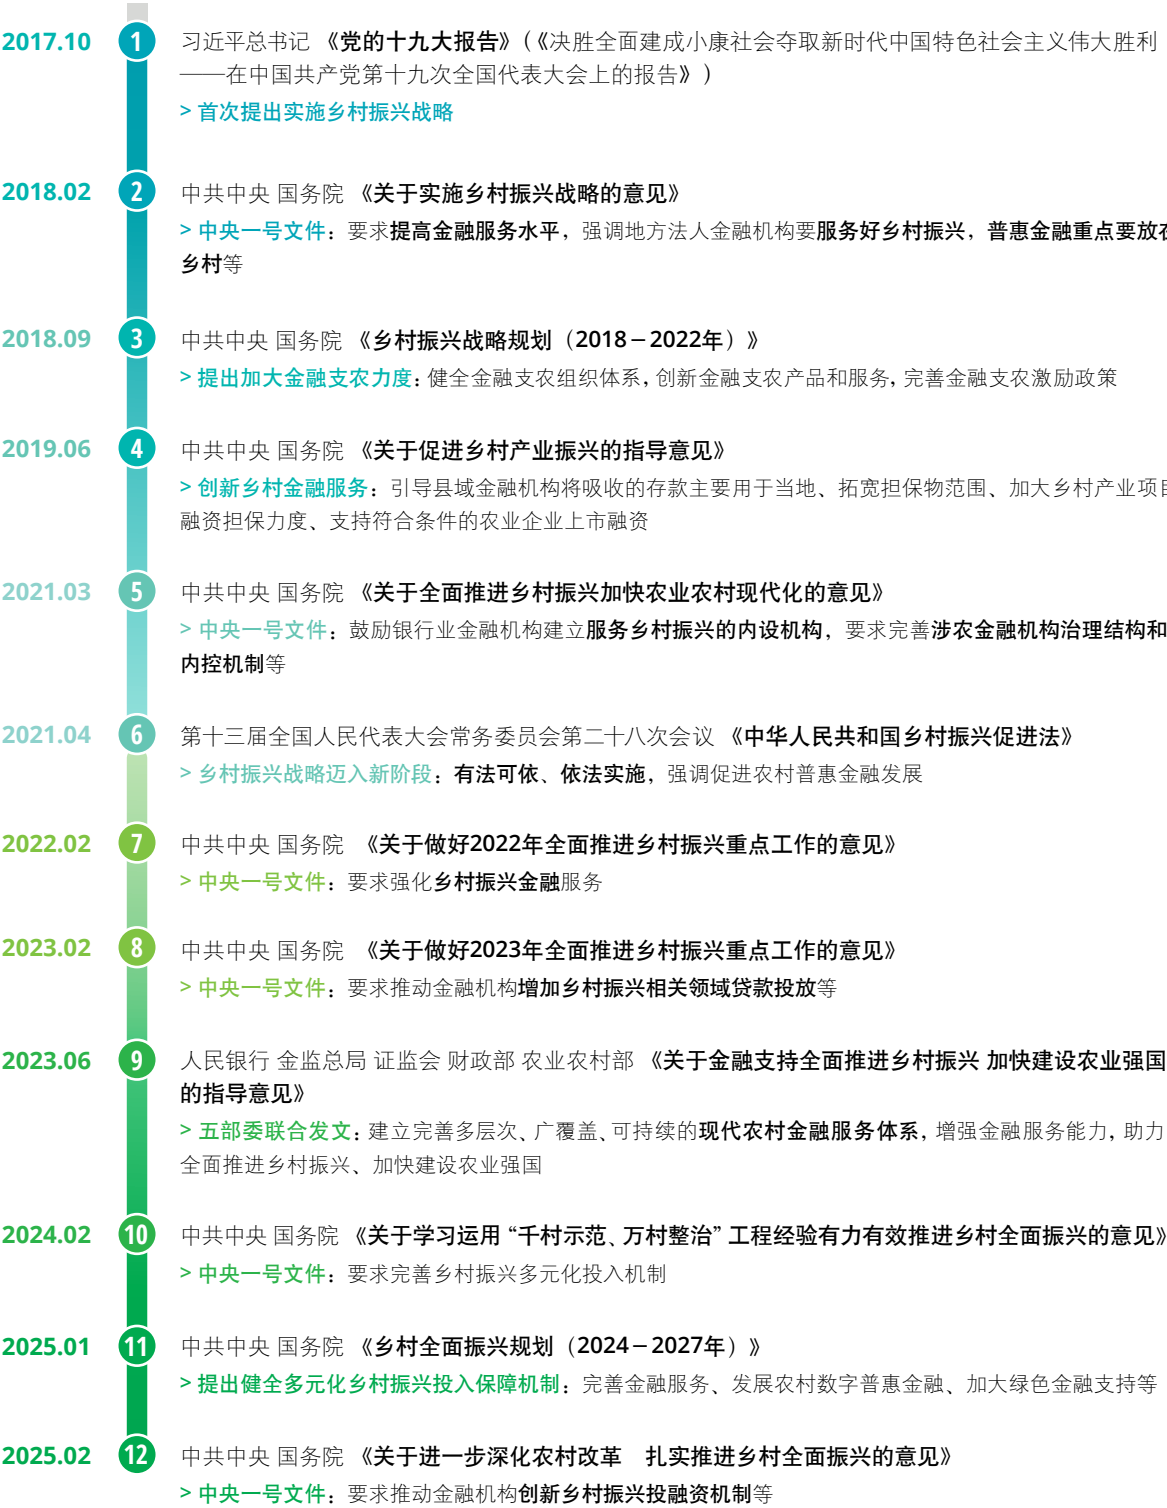 2017.10 1 习近平总书记 《党的十九大报告》(《决胜全面建成小康社会夺取新时代中国特色社会主义伟大胜利
——在中国共产党第十九次全国代表大会上的报告》)
> 首次提出实施乡村振兴战略
2018.02 2 中共中央 国务院 《关于实施乡村振兴战略的意见》
> 中央一号文件：要求提高金融服务水平，强调地方法人金融机构要服务好乡村振兴，普惠金融重点要放在
乡村等
2018.09 3 中共中央 国务院 《乡村振兴战略规划（2018－2022年）》
> 提出加大金融支农力度：健全金融支农组织体系，创新金融支农产品和服务，完善金融支农激励政策
2019.06 4 中共中央 国务院 《关于促进乡村产业振兴的指导意见》
> 创新乡村金融服务：引导县域金融机构将吸收的存款主要用于当地、拓宽担保物范围、加大乡村产业项目
融资担保力度、支持符合条件的农业企业上市融资
2021.03 5 中共中央 国务院 《关于全面推进乡村振兴加快农业农村现代化的意见》
> 中央一号文件：鼓励银行业金融机构建立服务乡村振兴的内设机构，要求完善涉农金融机构治理结构和
内控机制等
2021.04 6 第十三届全国人民代表大会常务委员会第二十八次会议 《中华人民共和国乡村振兴促进法》
> 乡村振兴战略迈入新阶段：有法可依、依法实施，强调促进农村普惠金融发展
2022.02 7 中共中央 国务院 《关于做好2022年全面推进乡村振兴重点工作的意见》
> 中央一号文件：要求强化乡村振兴金融服务
2023.02 8 中共中央 国务院 《关于做好2023年全面推进乡村振兴重点工作的意见》
> 中央一号文件：要求推动金融机构增加乡村振兴相关领域贷款投放等
2023.06 9 人民银行 金监总局 证监会 财政部 农业农村部 《关于金融支持全面推进乡村振兴 加快建设农业强国
的指导意见》
> 五部委联合发文：建立完善多层次、广覆盖、可持续的现代农村金融服务体系，增强金融服务能力，助力
全面推进乡村振兴、加快建设农业强国
2024.02 10 中共中央 国务院 《关于学习运用“千村示范、万村整治”工程经验有力有效推进乡村全面振兴的意见》
> 中央一号文件：要求完善乡村振兴多元化投入机制
2025.01 11 中共中央 国务院 《乡村全面振兴规划（2024－2027年）》
> 提出健全多元化乡村振兴投入保障机制：完善金融服务、发展农村数字普惠金融、加大绿色金融支持等
2025.02 12 中共中央 国务院 《关于进一步深化农村改革　扎实推进乡村全面振兴的意见》
> 中央一号文件：要求推动金融机构创新乡村振兴投融资机制等